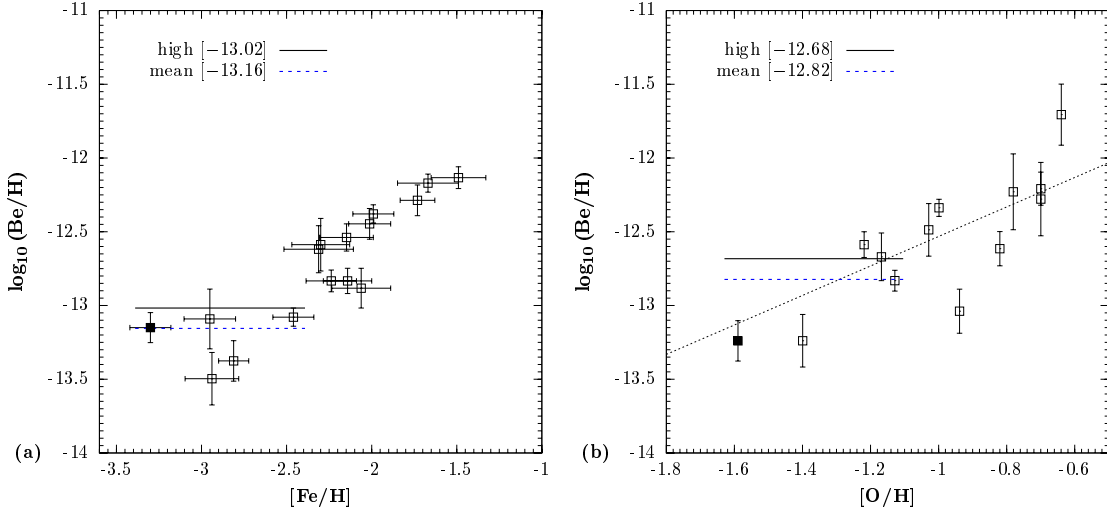 high [−13.02]
mean [−13.16]
-11
-11.5
-12
-12.5
-13
-13.5
-14
log10(Be/H)
-3.5
-3
-2.5
-2
-1.5
-1
[Fe/H]
(a)
high [−12.68]
mean [−12.82]
-11
-11.5
-12
-12.5
-13
-13.5
-14
log10(Be/H)
-1.8
-1.6
-1.4
-1.2
-1
-0.8
-0.6
[O/H]
(b)